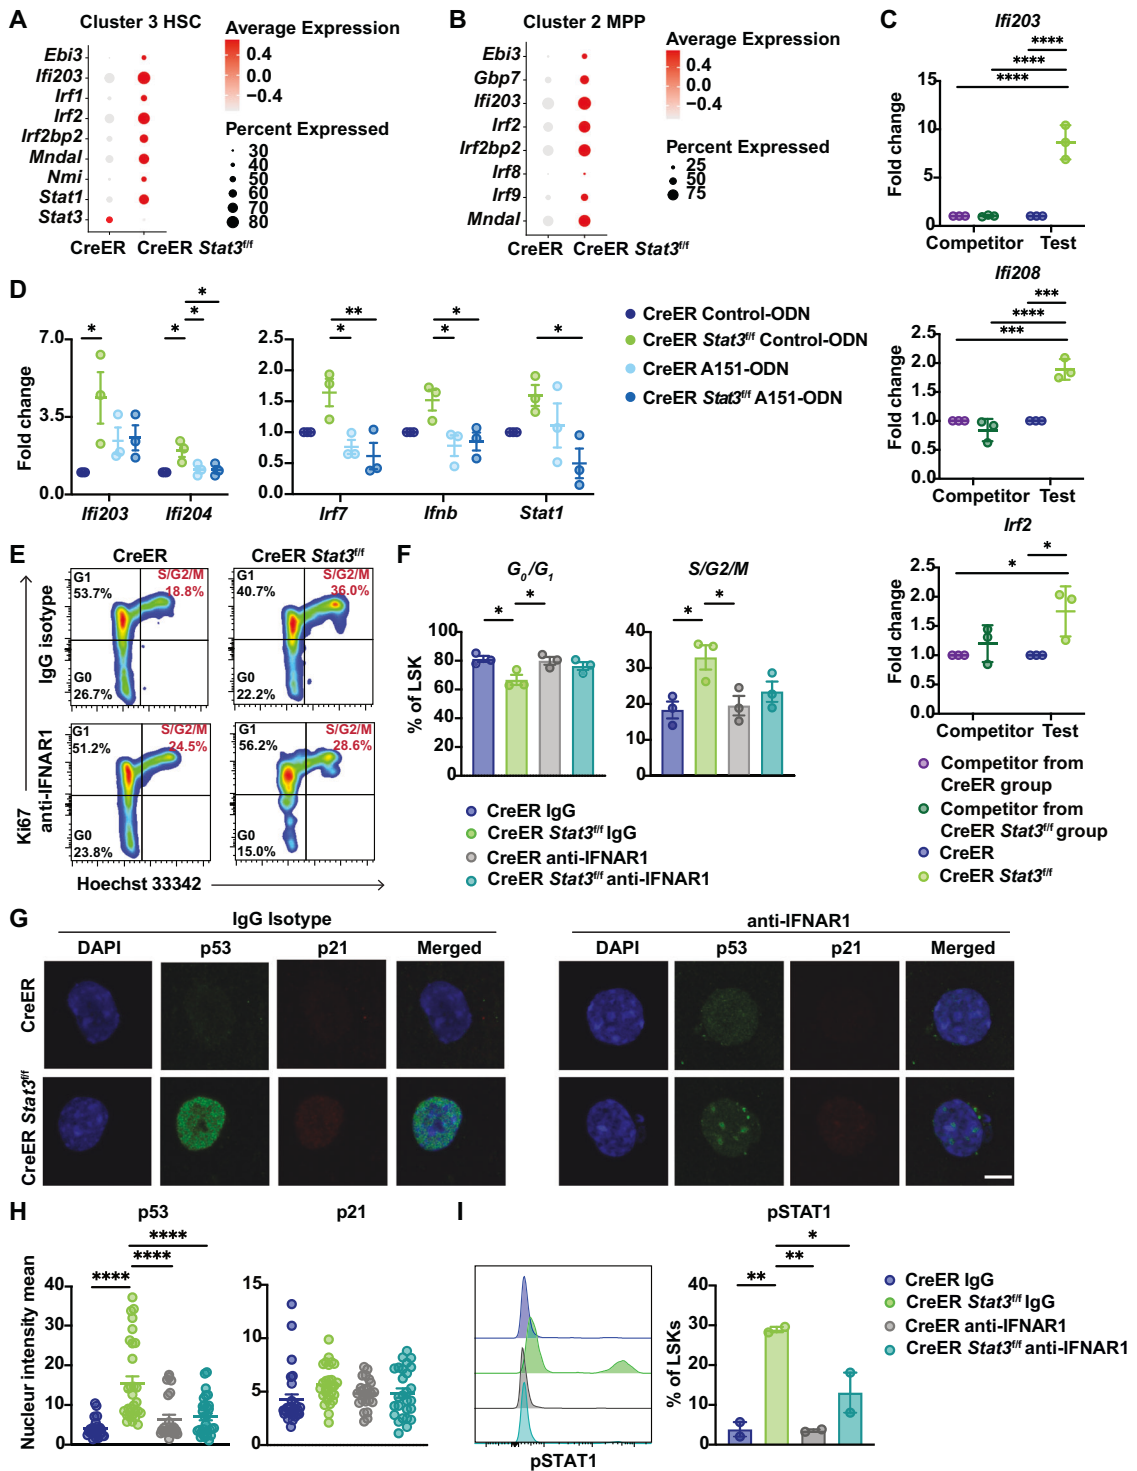 A
Cluster 3 HSC
Ebi3
Ifi203
Irf1
Irf2
Irf2bp2
Mndal
Nmi
Stat1
Stat3
CreER CreER Stat3f/f
Average Expression
0.4
0.0
−0.4
Percent Expressed
30
40
50
60
70
80
B
Cluster 2 MPP
Ebi3
Gbp7
Ifi203
Irf2
Irf2bp2
Irf8
Irf9
Mndal
CreER CreER Stat3f/f
Average Expression
0.4
0.0
−0.4
Percent Expressed
25
50
75
C
Ifi203
****
****
****
Fold change
15
10
5
0
Competitor Test
Ifi208
***
****
***
Fold change
2.5
2.0
1.5
1.0
0.5
0.0
Competitor Test
Irf2
*
*
Fold change
2.5
2.0
1.5
1.0
0.5
0.0
Competitor Test
Competitor from
CreER group
Competitor from
CreER Stat3f/f group
CreER
CreER Stat3f/f
D
Fold change
7.0
3.5
0.0
* * * *
Ifi203 Ifi204
2.5
2.0
1.5
1.0
0.5
0.0
** * * * *
Irf7 Ifnb Stat1
CreER Control-ODN
CreER Stat3f/f Control-ODN
CreER A151-ODN
CreER Stat3f/f A151-ODN
E
CreER CreER Stat3f/f
IgG isotype
G1
53.7%
S/G2/M
18.8%
G0
26.7%
G1
40.7%
S/G2/M
36.0%
G0
22.2%
anti-IFNAR1
G1
51.2%
S/G2/M
24.5%
G0
23.8%
G1
56.2%
S/G2/M
28.6%
G0
15.0%
Ki67
Hoechst 33342
F
G0/G1
* *
% of LSK
100
80
60
40
20
0
S/G2/M
* *
40
30
20
10
0
CreER IgG
CreER Stat3f/f IgG
CreER anti-IFNAR1
CreER Stat3f/f anti-IFNAR1
G
IgG Isotype anti-IFNAR1
DAPI p53 p21 Merged DAPI p53 p21 Merged
CreER
CreER Stat3f/f
H
p53
****
****
****
Nucleur intensity mean
40
30
20
10
0
p21
15
10
5
0
I
pSTAT1
pSTAT1
*
**
**
% of LSKs
40
30
20
10
0
CreER IgG
CreER Stat3f/f IgG
CreER anti-IFNAR1
CreER Stat3f/f anti-IFNAR1